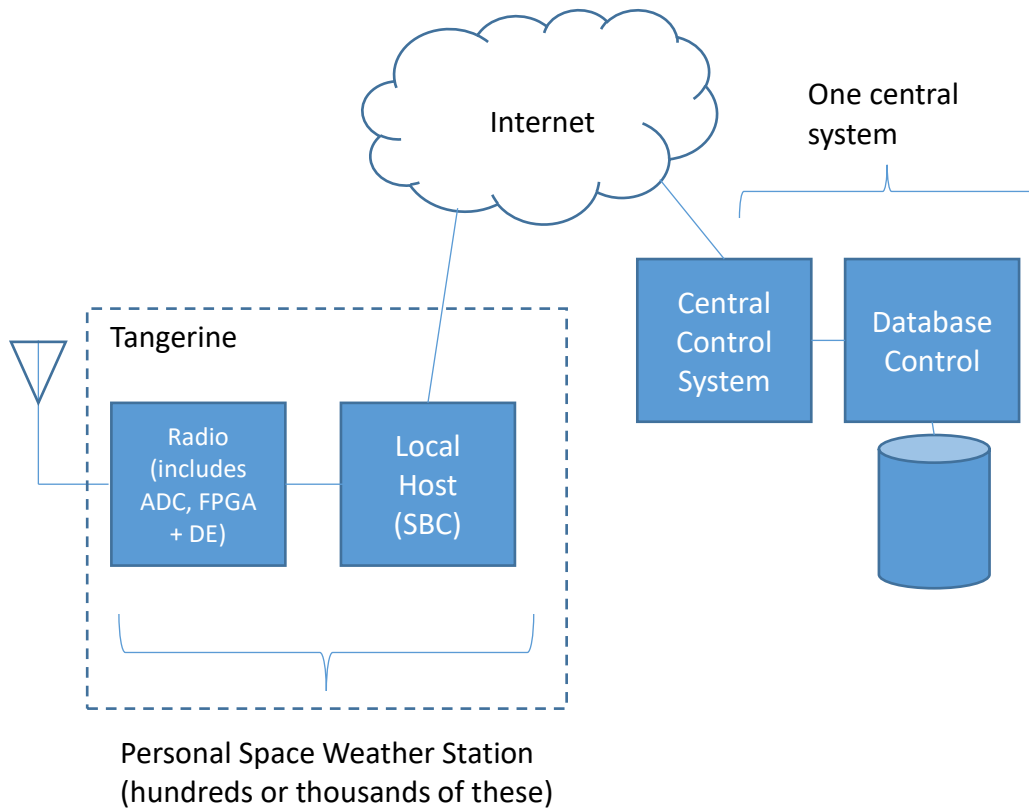 Internet
One central
system
Central
Control
System
Database
Control
Tangerine
Radio
(includes
ADC, FPGA
+ DE)
Local
Host
(SBC)
Personal Space Weather Station
(hundreds or thousands of these)